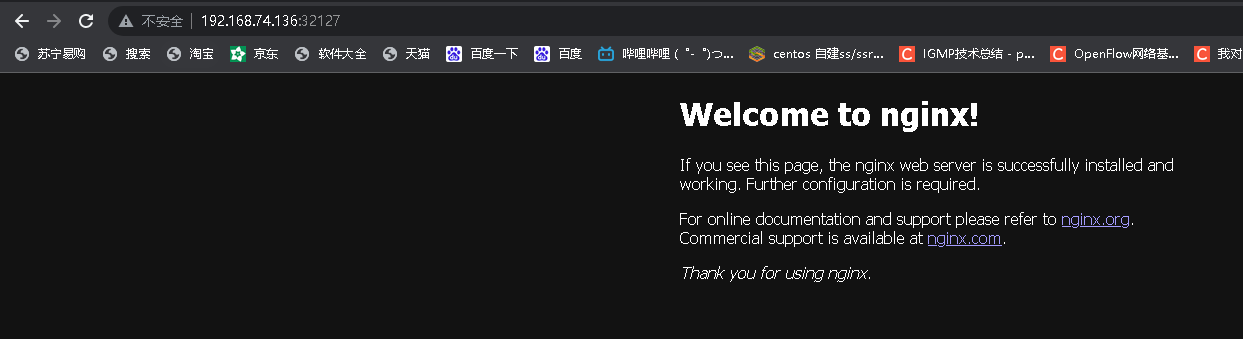 不安全 192.168.74.136:32127
苏宁易购 搜索 淘宝 京东 软件大全 天猫 百度一下 百度 哔哩哔哩 ( ゜- ゜)つ... centos 自建ss/ssr... IGMP技术总结 - p... OpenFlow网络基... 我对
Welcome to nginx!
If you see this page, the nginx web server is successfully installed and
working. Further configuration is required.
For online documentation and support please refer to nginx.org.
Commercial support is available at nginx.com.
Thank you for using nginx.